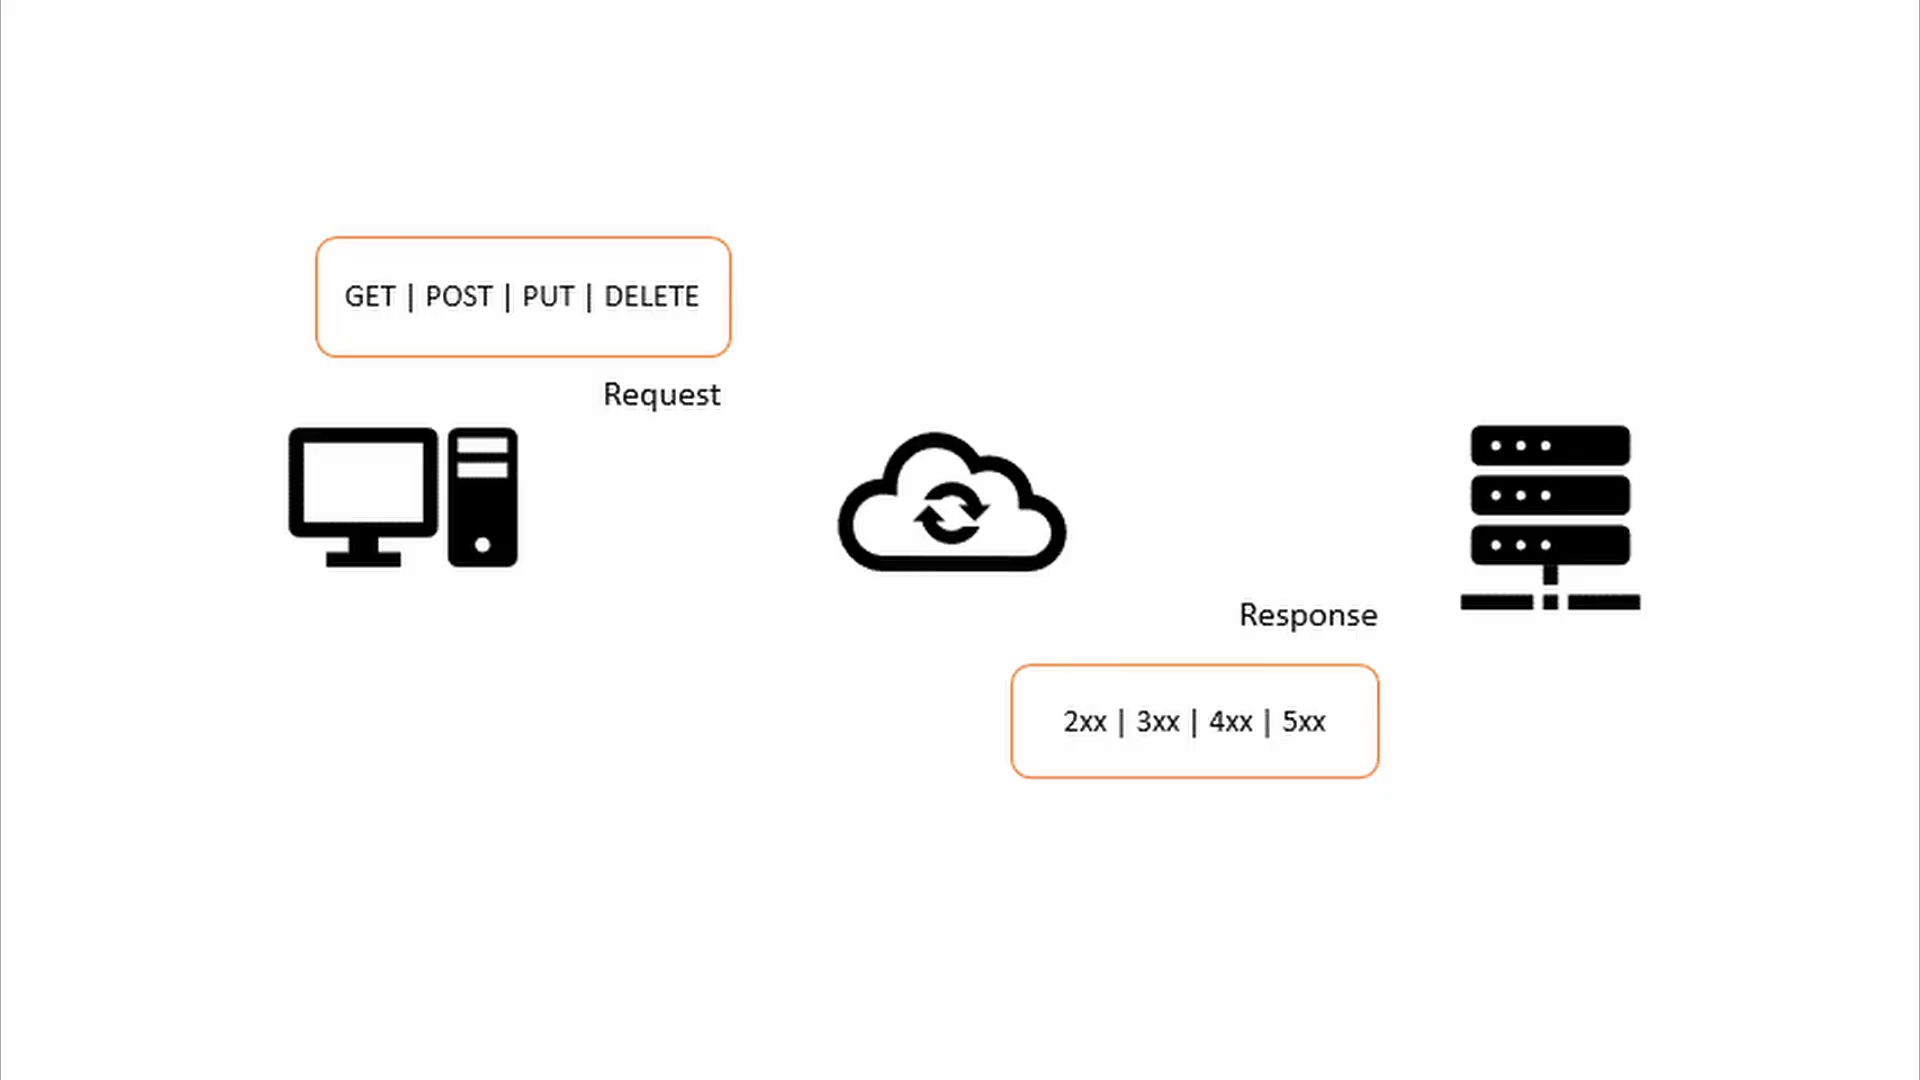 GET | POST | PUT | DELETE
Request
Response
2xx | 3xx | 4xx | 5xx